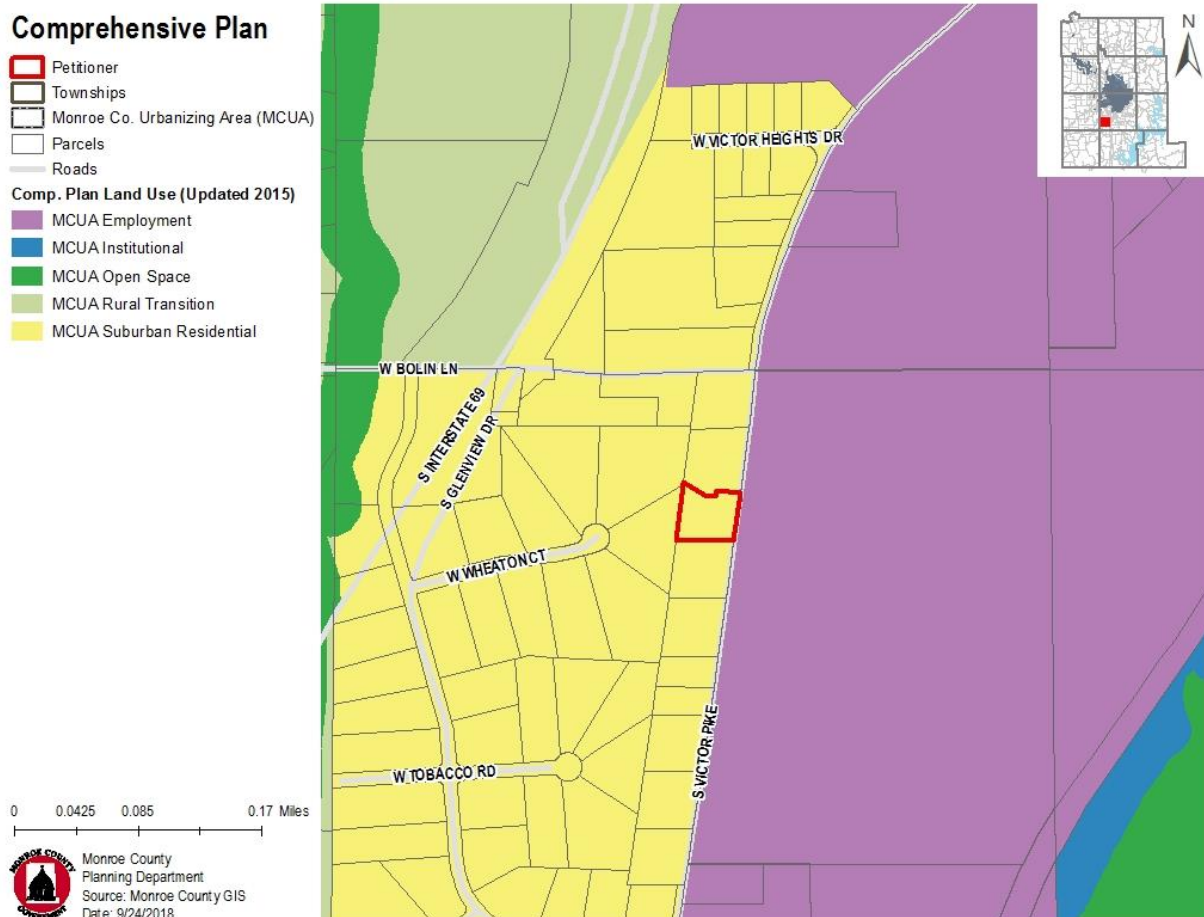 Comprehensive Plan
Petitioner
Townships
Monroe Co. Urbanizing Area (MCUA)
Parcels
Roads
Comp. Plan Land Use (Updated 2015)
MCUA Employment
MCUA Institutional
MCUA Open Space
MCUA Rural Transition
MCUA Suburban Residential
N
W VICTOR HEIGHTS DR
W BOLIN LN
S INTERSTATE 69
S GLENVIEW DR
W WHEATON CT
S VICTOR PIKE
W TOBACCO RD
0 0.0425 0.085 0.17 Miles
MONROE COUNTY
GOVERNMENT
Monroe County
Planning Department
Source: Monroe County GIS
Date: 9/24/2018